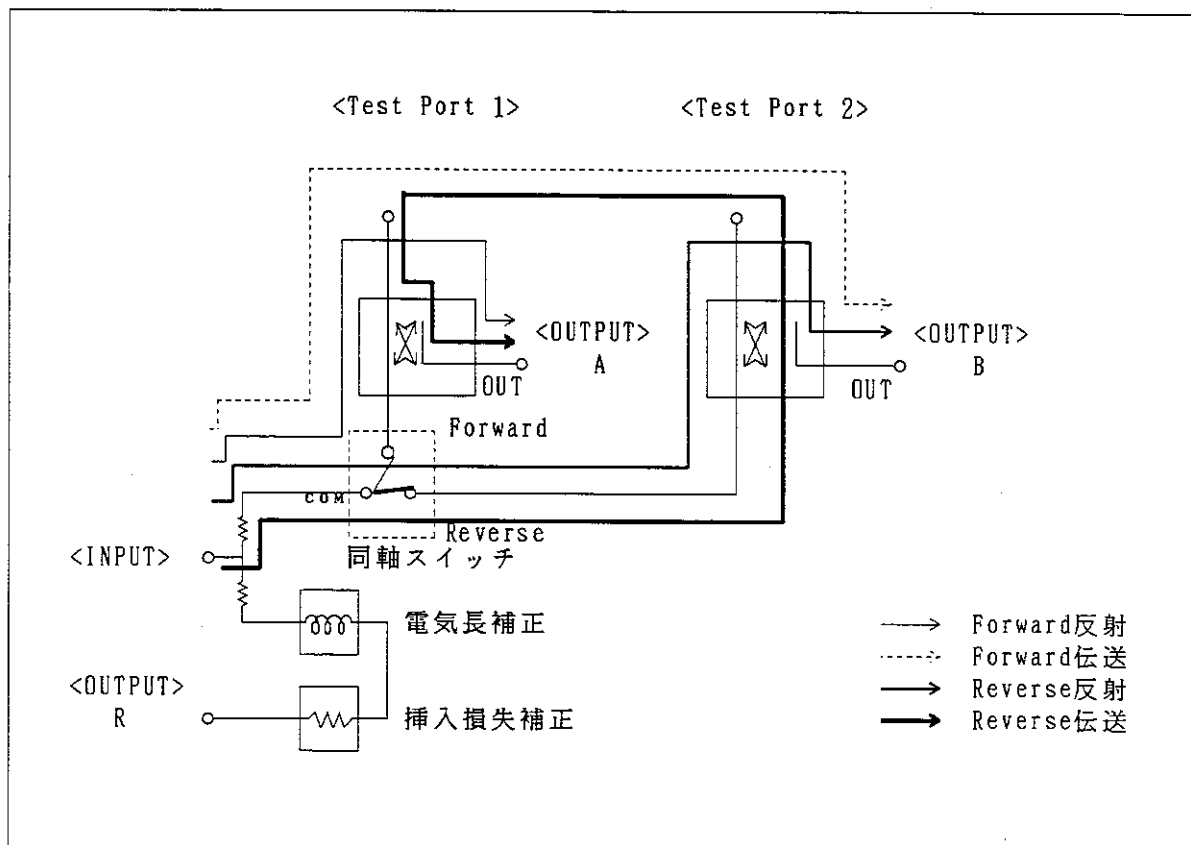 <Test Port 1>
<Test Port 2>
<OUTPUT>
A
OUT
<OUTPUT>
B
OUT
Forward
COM
Reverse
同軸スイッチ
<INPUT>
電気長補正
<OUTPUT>
R
挿入損失補正
Forward反射
Forward伝送
Reverse反射
Reverse伝送